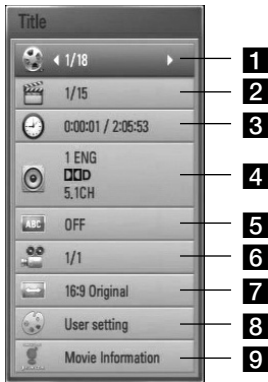 Title
1/18 1
1/15 2
0:00:01 / 2:05:53 3
1 ENG
D
5.1CH 4
ABC OFF 5
1/1 6
16:9 Original 7
User setting 8
Movie Information 9